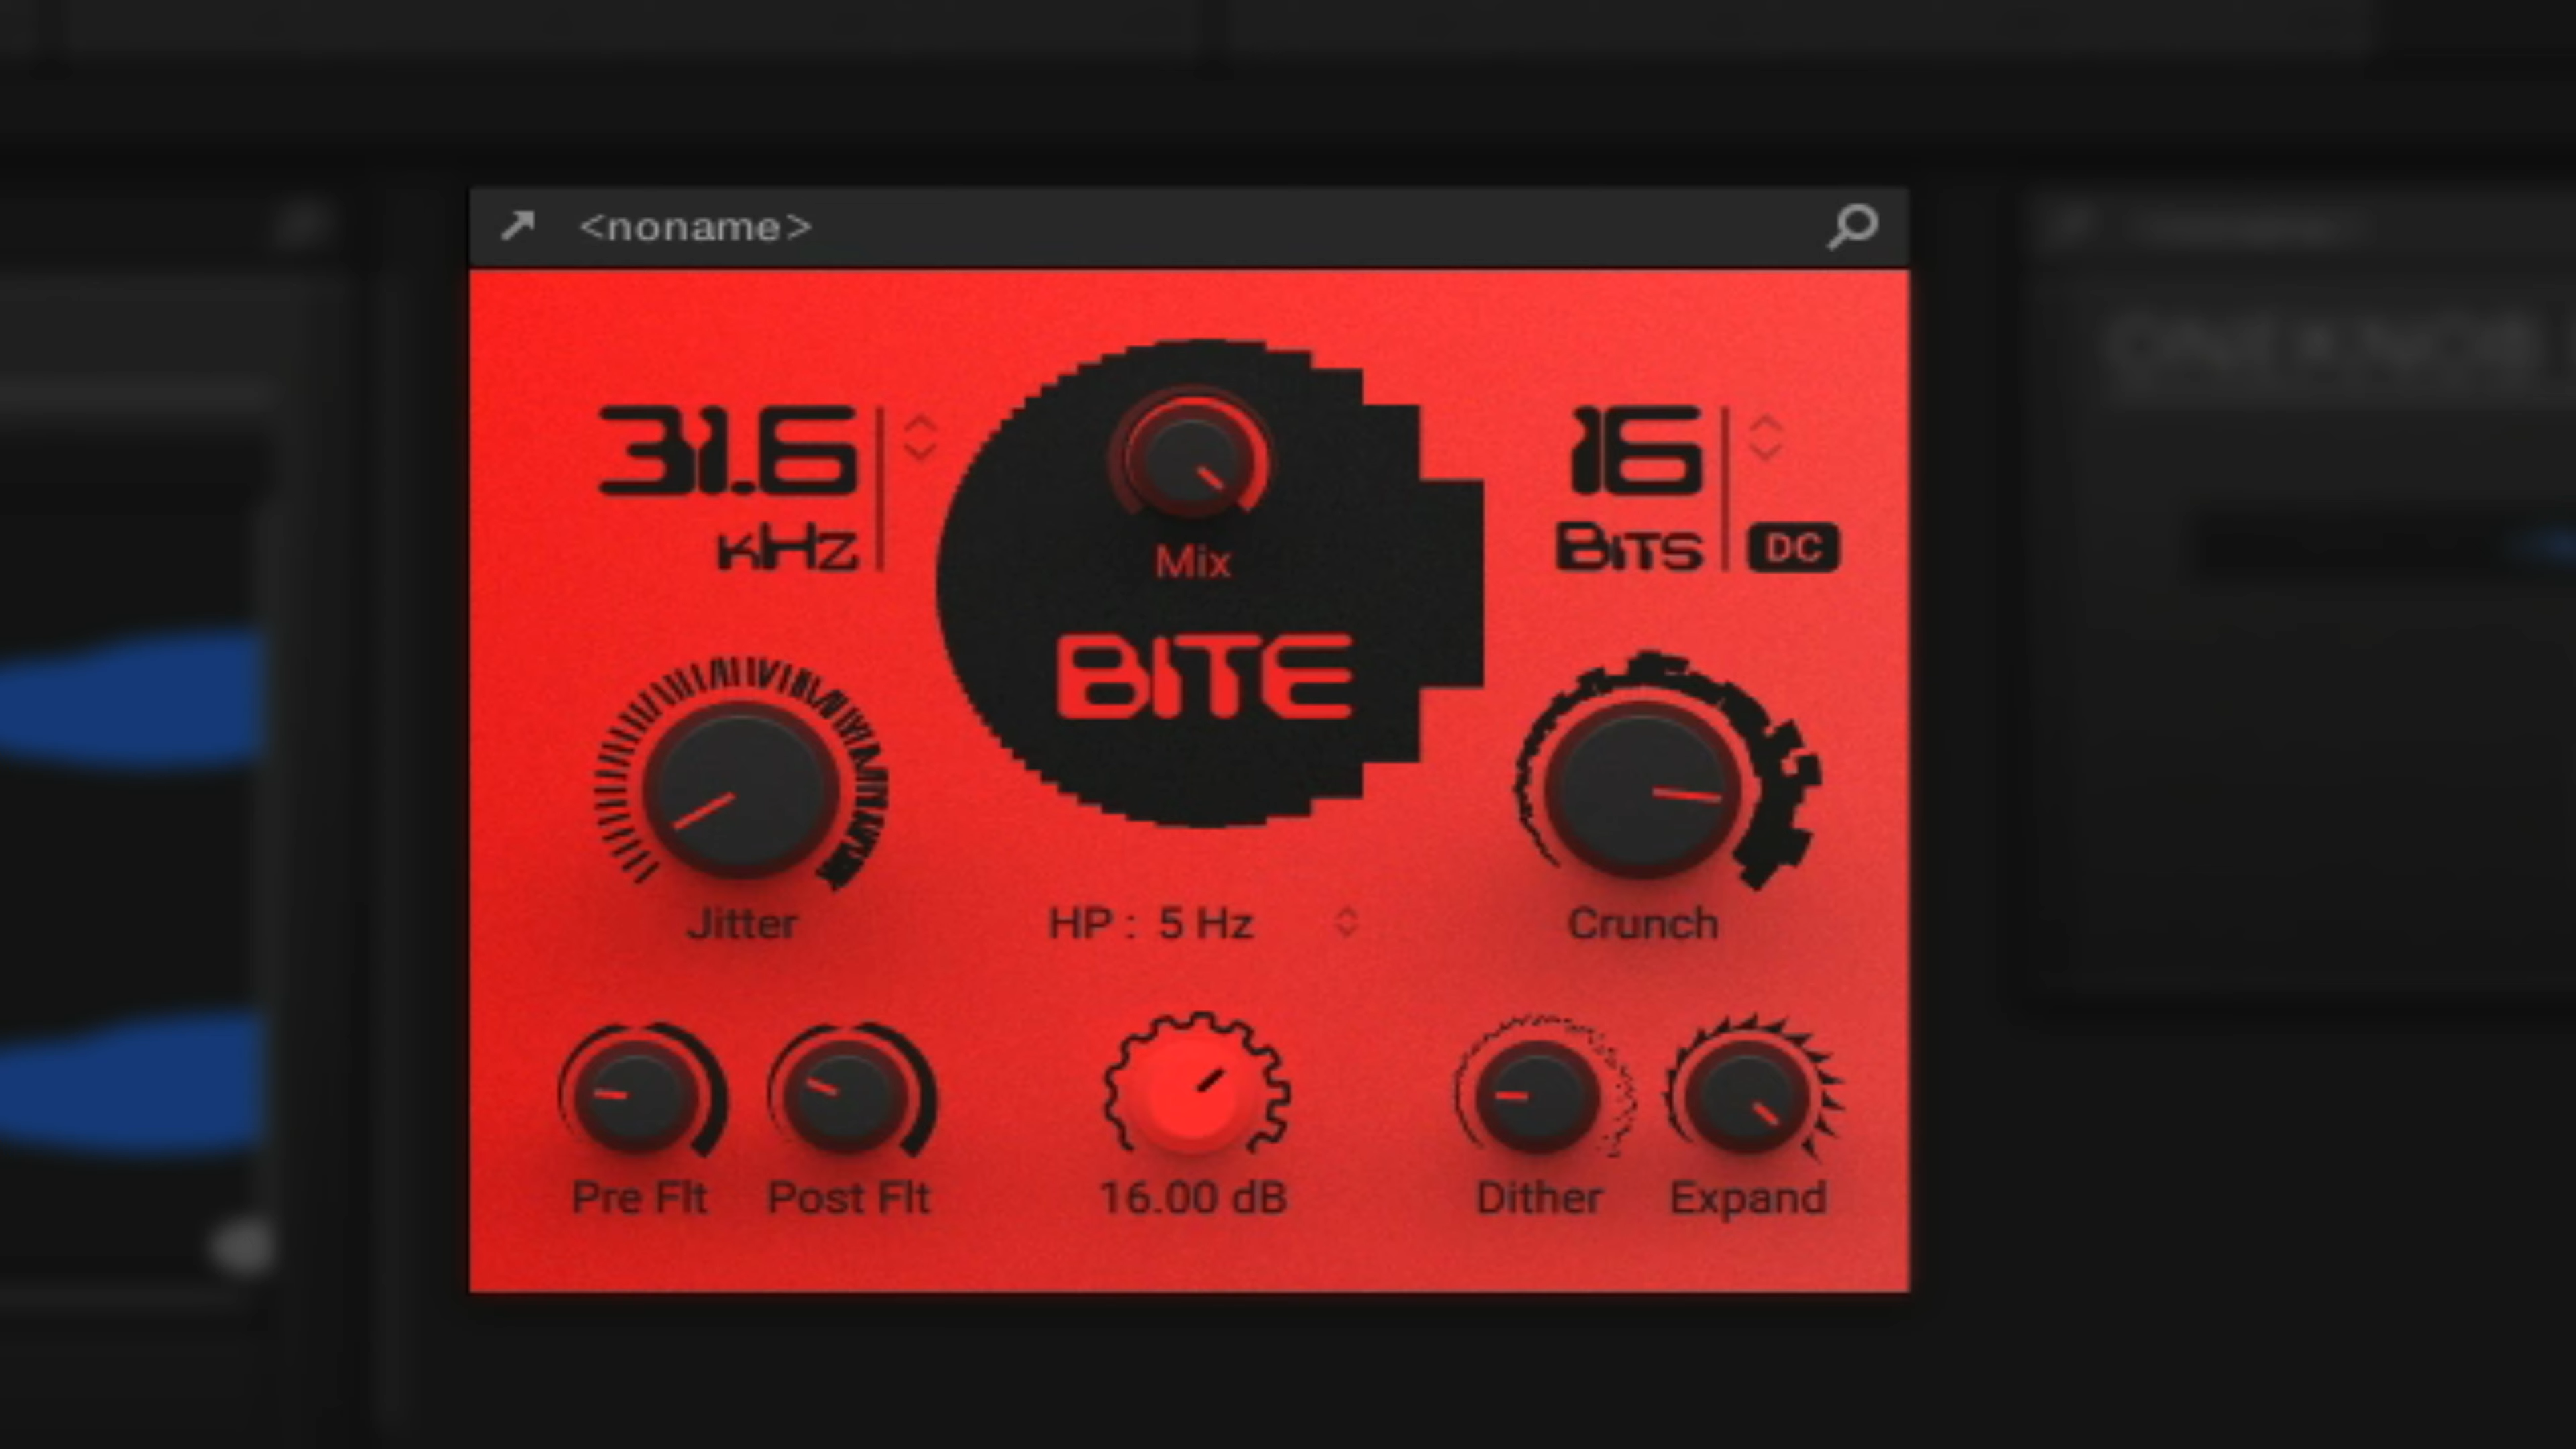 <noname>
31.6
kHz
Mix
BITE
16
BITS
DC
Jitter
HP : 5 Hz
Crunch
Pre Flt
Post Flt
16.00 dB
Dither
Expand